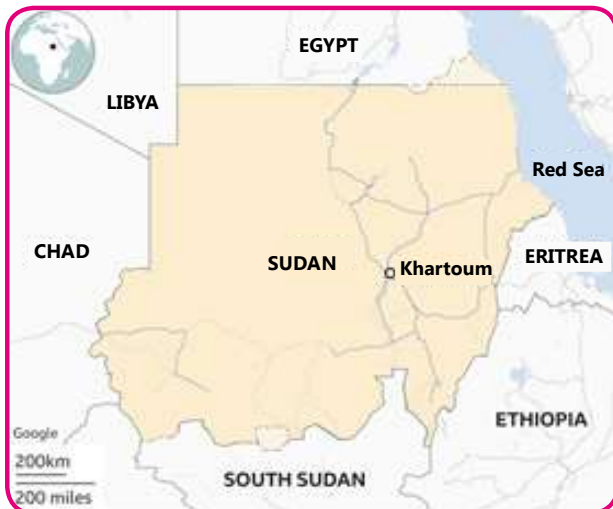 EGYPT
LIBYA
Red Sea
CHAD
SUDAN
Khartoum
ERITREA
ETHIOPIA
Google
200km
200 miles
SOUTH SUDAN